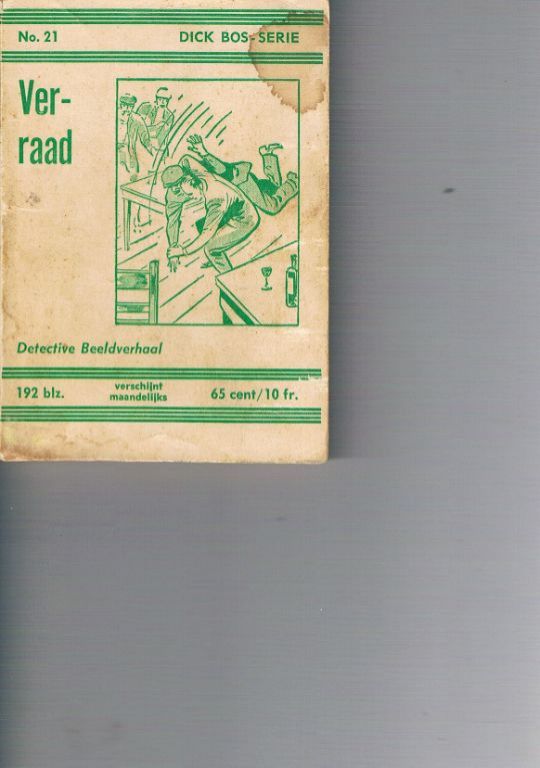 No. 21 DICK BOS-SERIE
Ver-
raad
Detective Beeldverhaal
192 blz. verschijnt maandelijks 65 cent/10 fr.